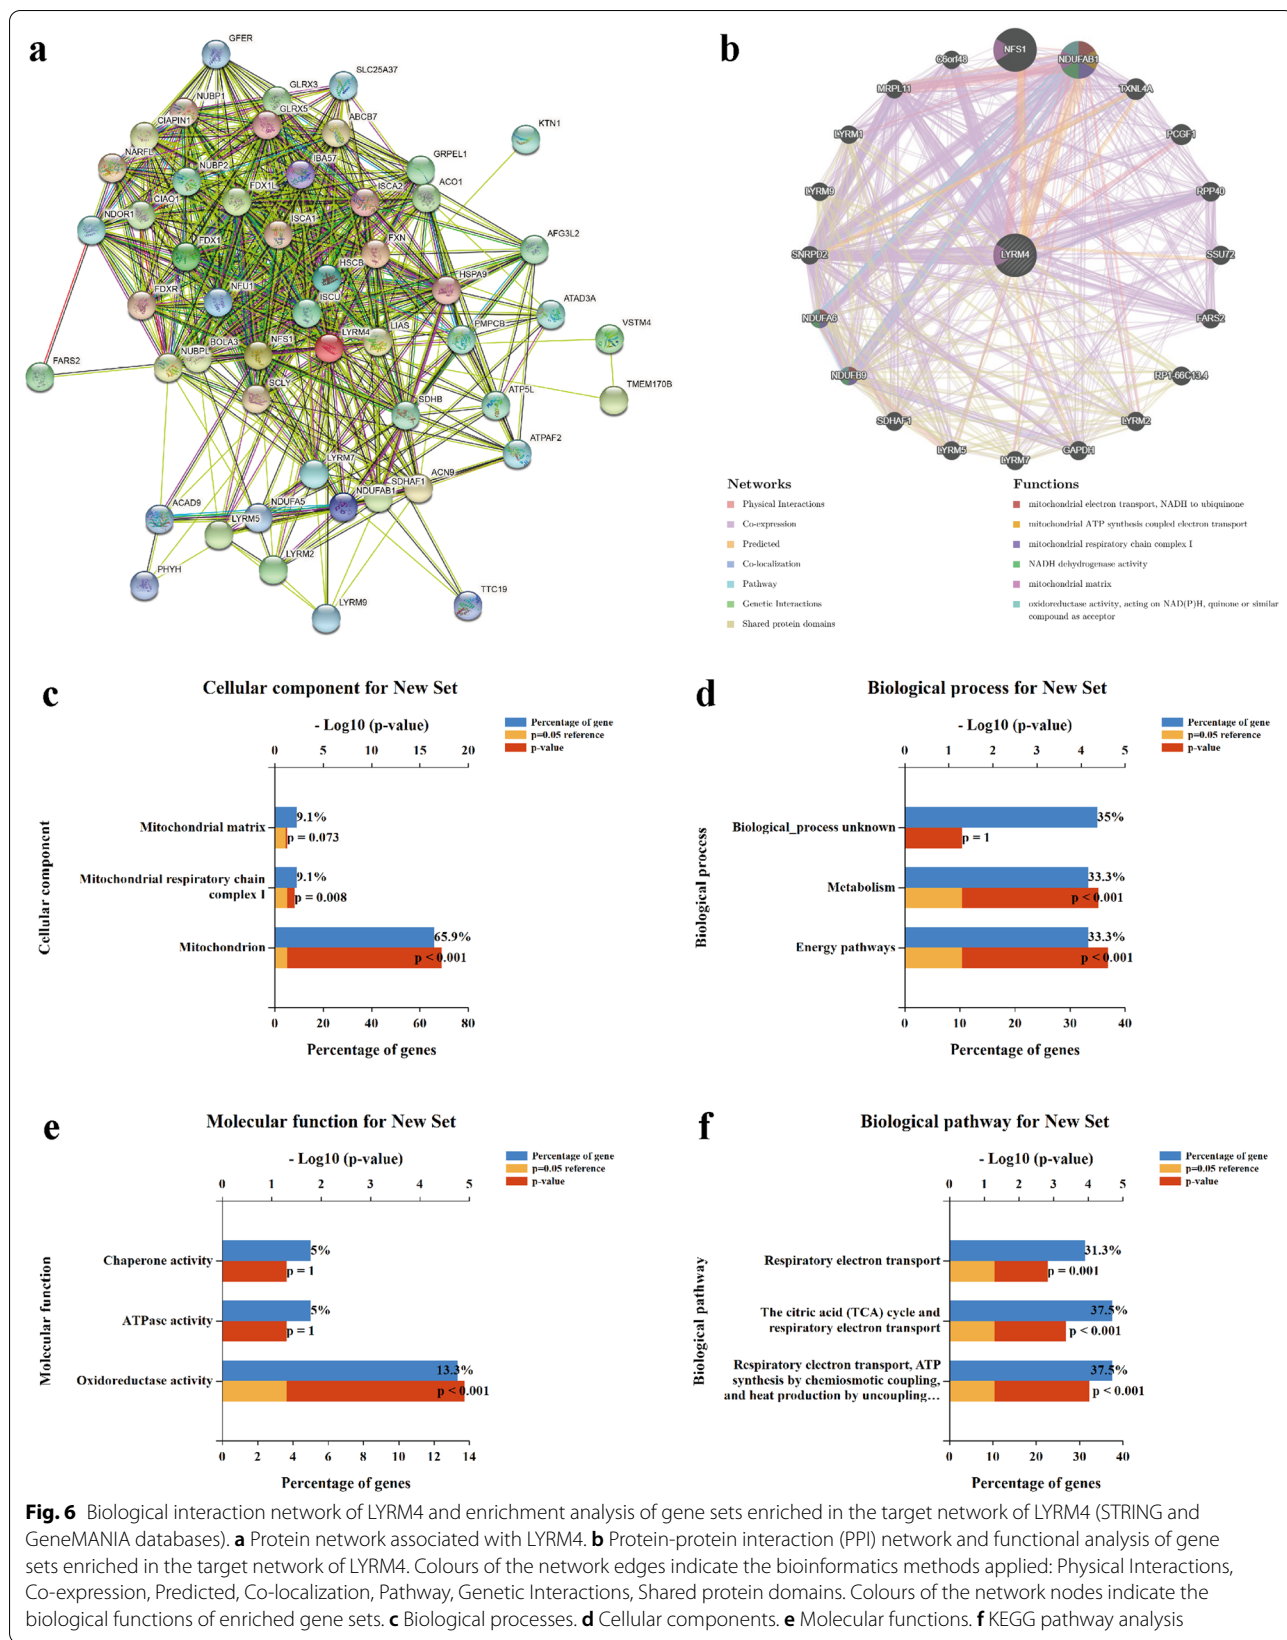 a
GFER
SLC25A37
GLRX3
NUBP1
GLRX5
CIAPIN1
ABCB7
KTN1
NARFL
NUBP2
IBA57
GRPEL1
FDX1L
ISCA2
ACO1
CIAO1
NDOR1
ISCA1
FDX1
FXN
AFG3L2
HSCB
HSPA9
FDXR
NFU1
ISCU
ATAD3A
PMPCB
VSTM4
LYRM4
LIAS
BOLA3
NFS1
NUBPL
FARS2
SCLY
TMEM170B
ATP5L
SDHB
ATPAF2
LYRM7
ACN9
SDHAF1
NDUFAB1
ACAD9
NDUFA5
LYRM5
LYRM2
PHYH
TTC19
LYRM9
b
NFS1
C6orf48
NDUFAB1
MRPL11
TXNL4A
LYRM1
PCGF1
LYRM9
RPP40
SNRPD2
LYRM4
SSU72
NDUFA6
FARS2
NDUFB9
RP1-66C13.4
SDHAF1
LYRM2
LYRM5
LYRM7
GAPDH
Networks
Physical Interactions
Co-expression
Predicted
Co-localization
Pathway
Genetic Interactions
Shared protein domains
Functions
mitochondrial electron transport, NADH to ubiquinone
mitochondrial ATP synthesis coupled electron transport
mitochondrial respiratory chain complex I
NADH dehydrogenase activity
mitochondrial matrix
oxidoreductase activity, acting on NAD(P)H, quinone or similar
compound as acceptor
c
Cellular component for New Set
- Log10 (p-value)
0 5 10 15 20
Percentage of gene
p=0.05 reference
p-value
Cellular component
Mitochondrial matrix
9.1%
p = 0.073
Mitochondrial respiratory chain
complex I
9.1%
p = 0.008
Mitochondrion
65.9%
p < 0.001
0 20 40 60 80
Percentage of genes
d
Biological process for New Set
- Log10 (p-value)
0 1 2 3 4 5
Percentage of gene
p=0.05 reference
p-value
Biological process
Biological_process unknown
35%
p = 1
Metabolism
33.3%
p < 0.001
Energy pathways
33.3%
p < 0.001
0 10 20 30 40
Percentage of genes
e
Molecular function for New Set
- Log10 (p-value)
0 1 2 3 4 5
Percentage of gene
p=0.05 reference
p-value
Molecular function
Chaperone activity
5%
p = 1
ATPase activity
5%
p = 1
Oxidoreductase activity
13.3%
p < 0.001
0 2 4 6 8 10 12 14
Percentage of genes
f
Biological pathway for New Set
- Log10 (p-value)
0 1 2 3 4 5
Percentage of gene
p=0.05 reference
p-value
Biological pathway
Respiratory electron transport
31.3%
p = 0.001
The citric acid (TCA) cycle and
respiratory electron transport
37.5%
p < 0.001
Respiratory electron transport, ATP
synthesis by chemiosmotic coupling,
and heat production by uncoupling…
37.5%
p < 0.001
0 10 20 30 40
Percentage of genes
Fig. 6 Biological interaction network of LYRM4 and enrichment analysis of gene sets enriched in the target network of LYRM4 (STRING and
GeneMANIA databases). a Protein network associated with LYRM4. b Protein-protein interaction (PPI) network and functional analysis of gene
sets enriched in the target network of LYRM4. Colours of the network edges indicate the bioinformatics methods applied: Physical Interactions,
Co-expression, Predicted, Co-localization, Pathway, Genetic Interactions, Shared protein domains. Colours of the network nodes indicate the
biological functions of enriched gene sets. c Biological processes. d Cellular components. e Molecular functions. f KEGG pathway analysis